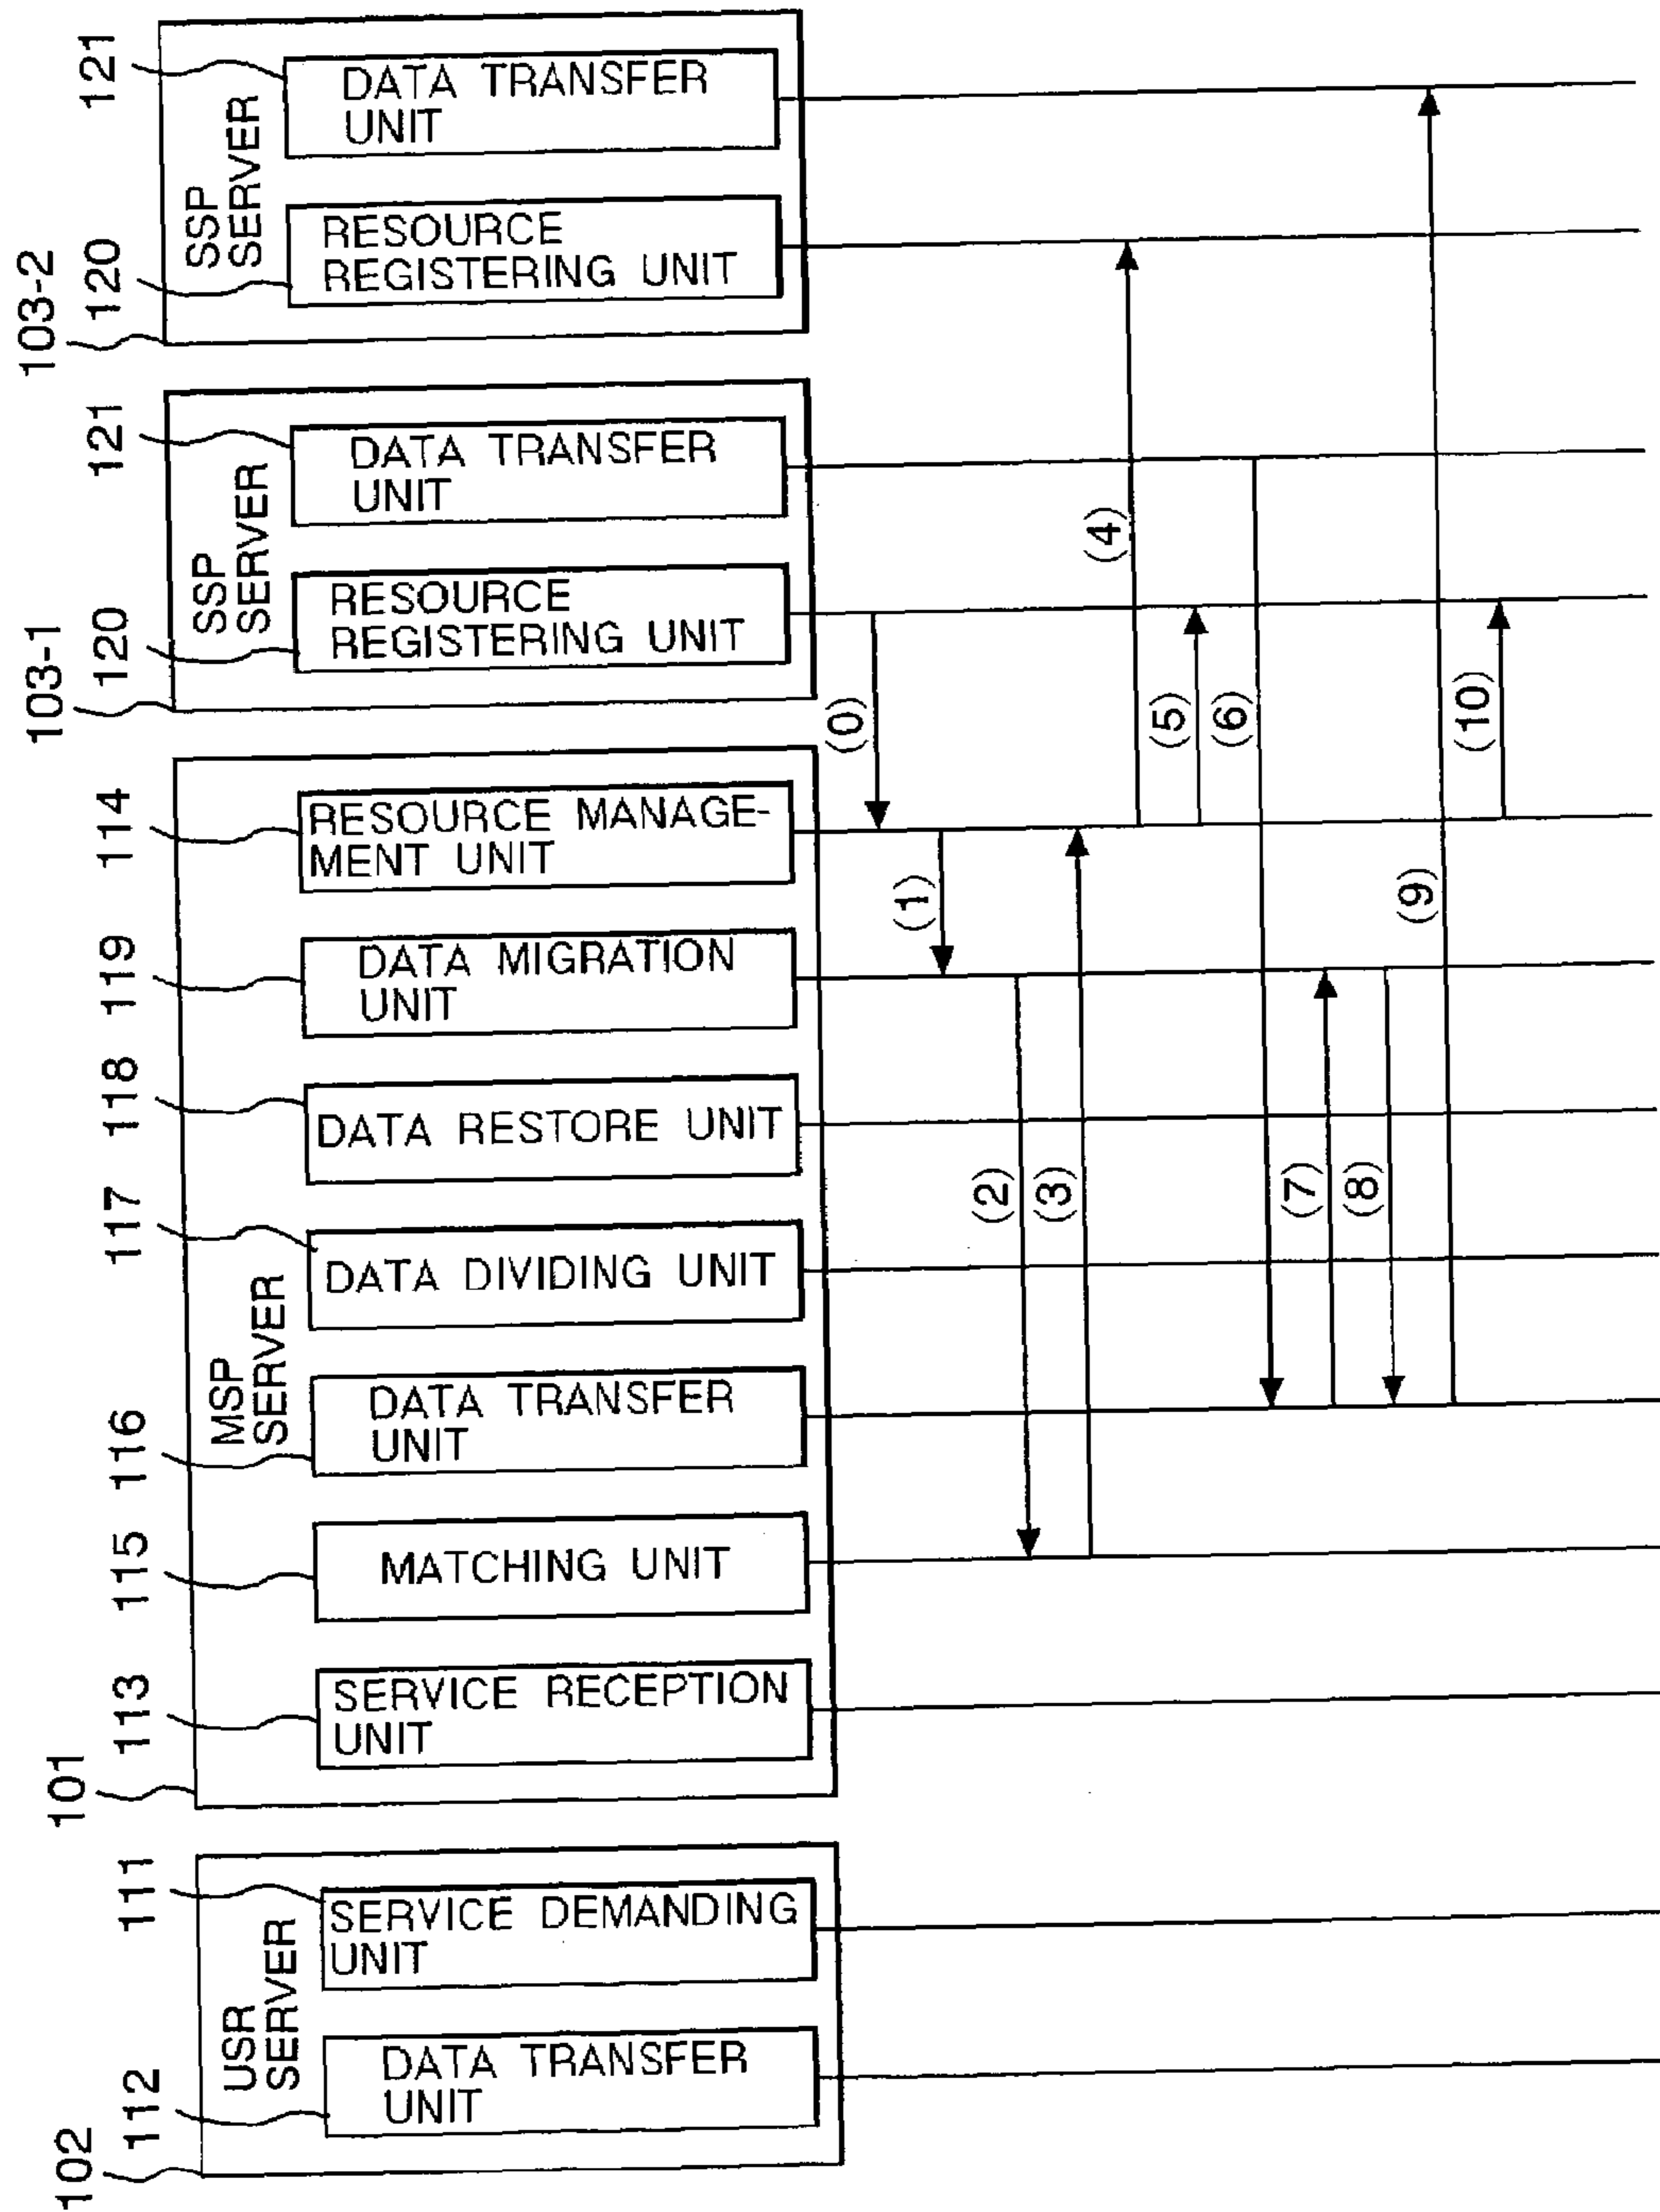 102
USR
SERVER
112
DATA TRANSFER
UNIT
111
SERVICE DEMANDING
UNIT
101
MSP
SERVER
113
SERVICE RECEPTION
UNIT
115
MATCHING UNIT
116
DATA TRANSFER
UNIT
117
DATA DIVIDING UNIT
118
DATA RESTORE UNIT
119
DATA MIGRATION
UNIT
114
RESOURCE MANAGE-
MENT UNIT
103-1
SSP
SERVER
120
RESOURCE
REGISTERING UNIT
121
DATA TRANSFER
UNIT
103-2
SSP
SERVER
120
RESOURCE
REGISTERING UNIT
121
DATA TRANSFER
UNIT
(0)
(1)
(2)
(3)
(4)
(5)
(6)
(7)
(8)
(9)
(10)